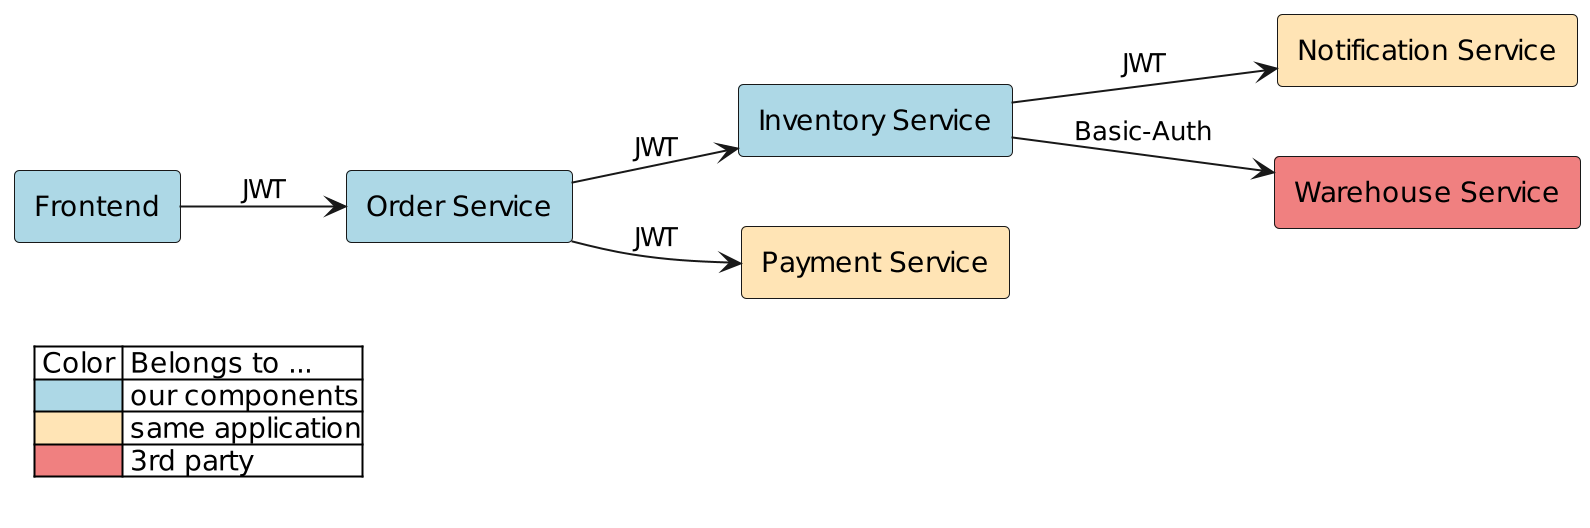 Notification Service
JWT
Inventory Service
Basic-Auth
JWT
Warehouse Service
Frontend
JWT
Order Service
JWT
Payment Service
Color Belongs to ...
our components
same application
3rd party